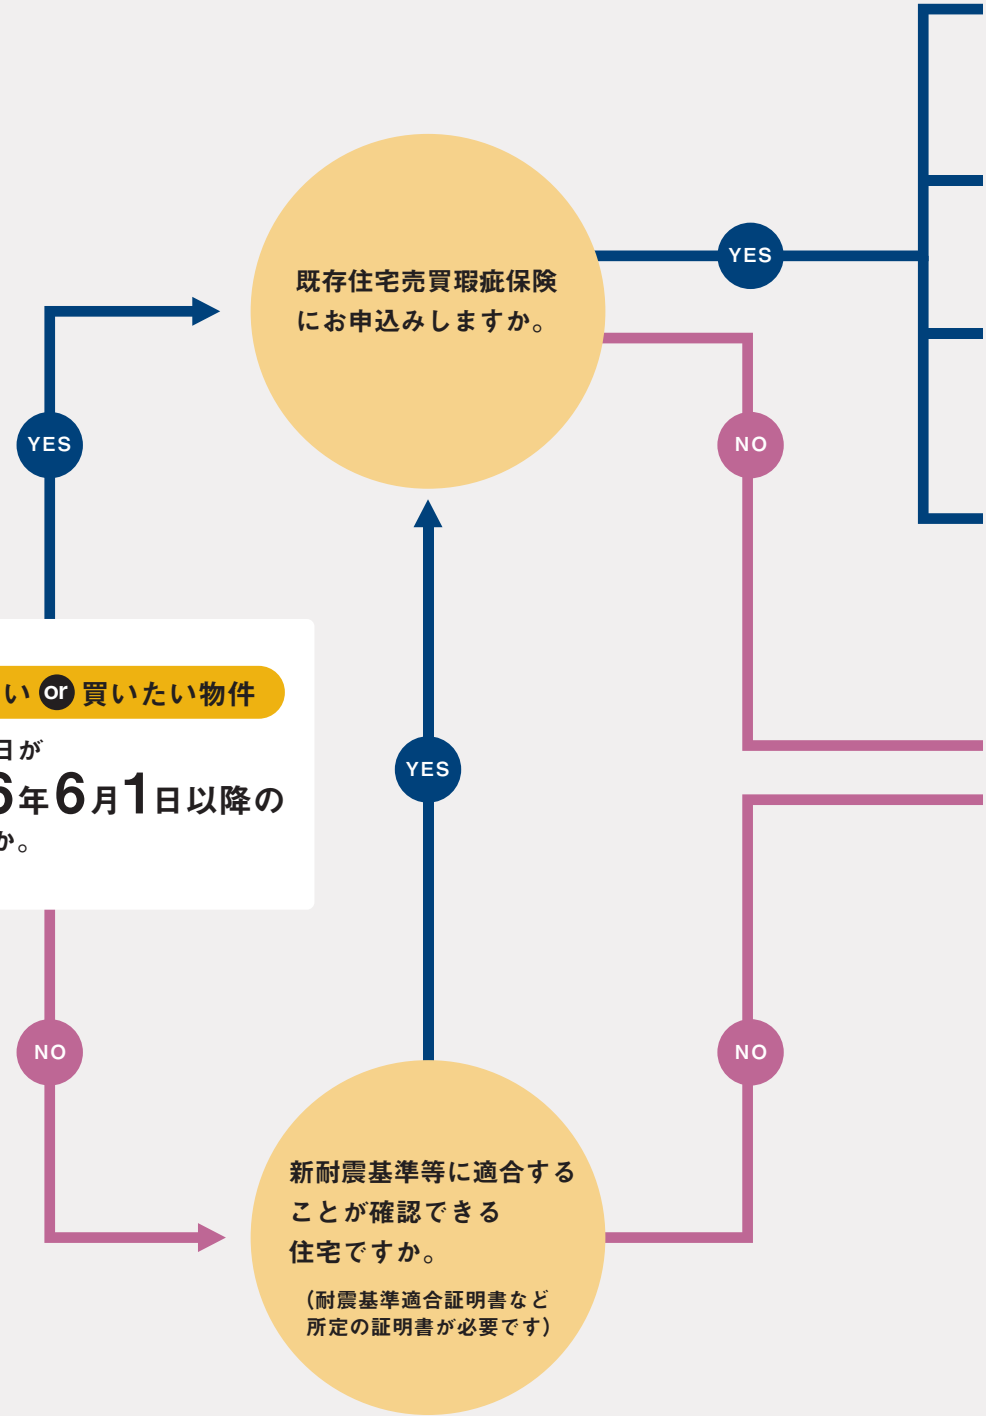 既存住宅売買瑕疵保険
にお申込みしますか。
YES
YES
NO
い or 買いたい物件
日が
6年6月1日以降の
か。
YES
NO
NO
新耐震基準等に適合する
ことが確認できる
住宅ですか。
（耐震基準適合証明書など
所定の証明書が必要です）